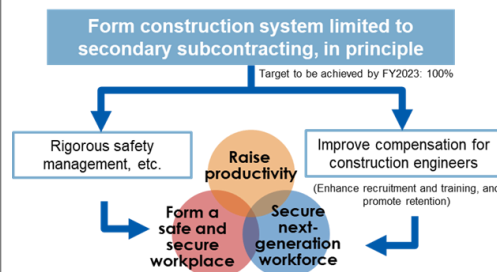 Form construction system limited to
secondary subcontracting, in principle
Target to be achieved by FY2023: 100%
Rigorous safety
management, etc.
Improve compensation for
construction engineers
(Enhance recruitment and training, and
promote retention)
Raise
productivity
Form a
safe and
secure
workplace
Secure
next-
generation
workforce